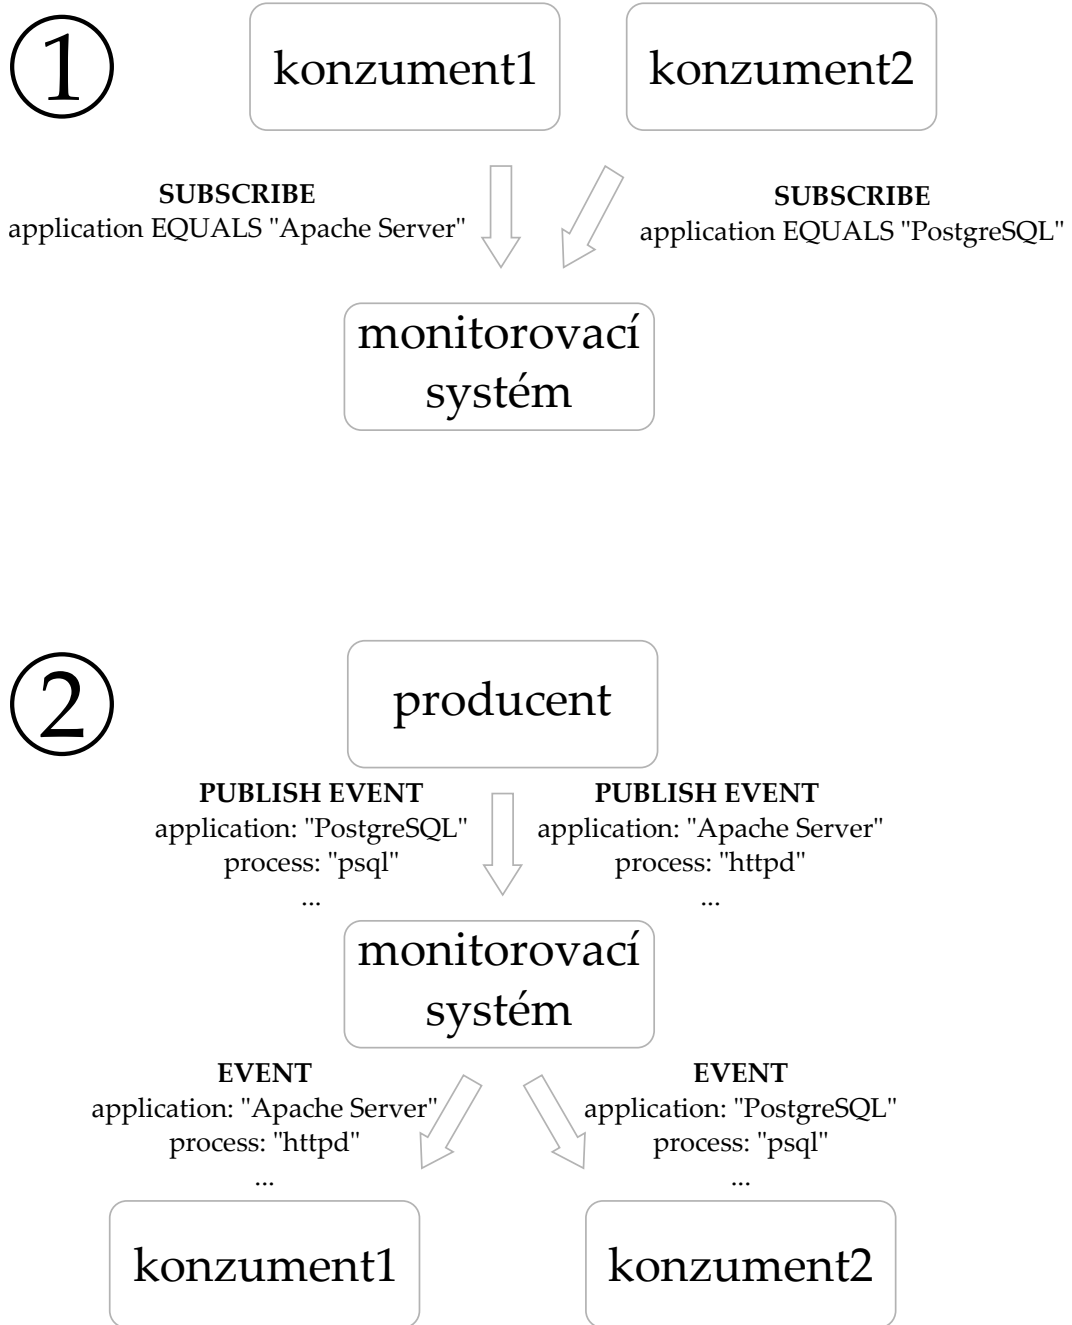 1
konzument1
konzument2
SUBSCRIBE
application EQUALS "Apache Server"
SUBSCRIBE
application EQUALS "PostgreSQL"
monitorovací
systém
2
producent
PUBLISH EVENT
application: "PostgreSQL"
process: "psql"
...
PUBLISH EVENT
application: "Apache Server"
process: "httpd"
...
monitorovací
systém
EVENT
application: "Apache Server"
process: "httpd"
...
EVENT
application: "PostgreSQL"
process: "psql"
...
konzument1
konzument2